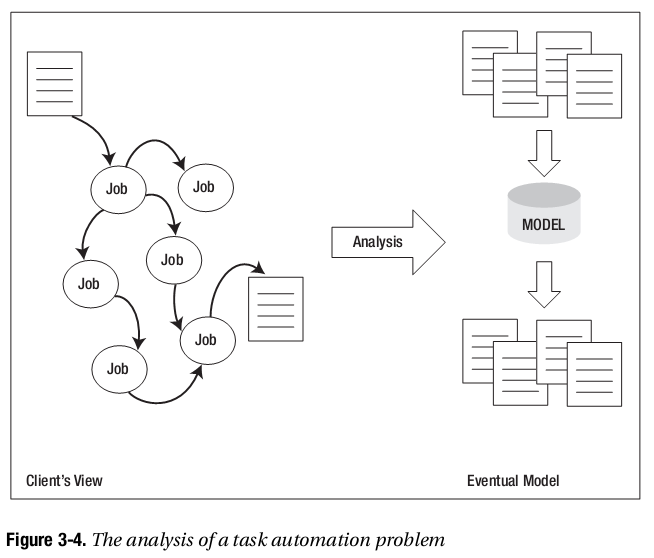 Job
Job
Job
Job
Job
Job
Analysis
MODEL
Client's View
Eventual Model
Figure 3-4. The analysis of a task automation problem